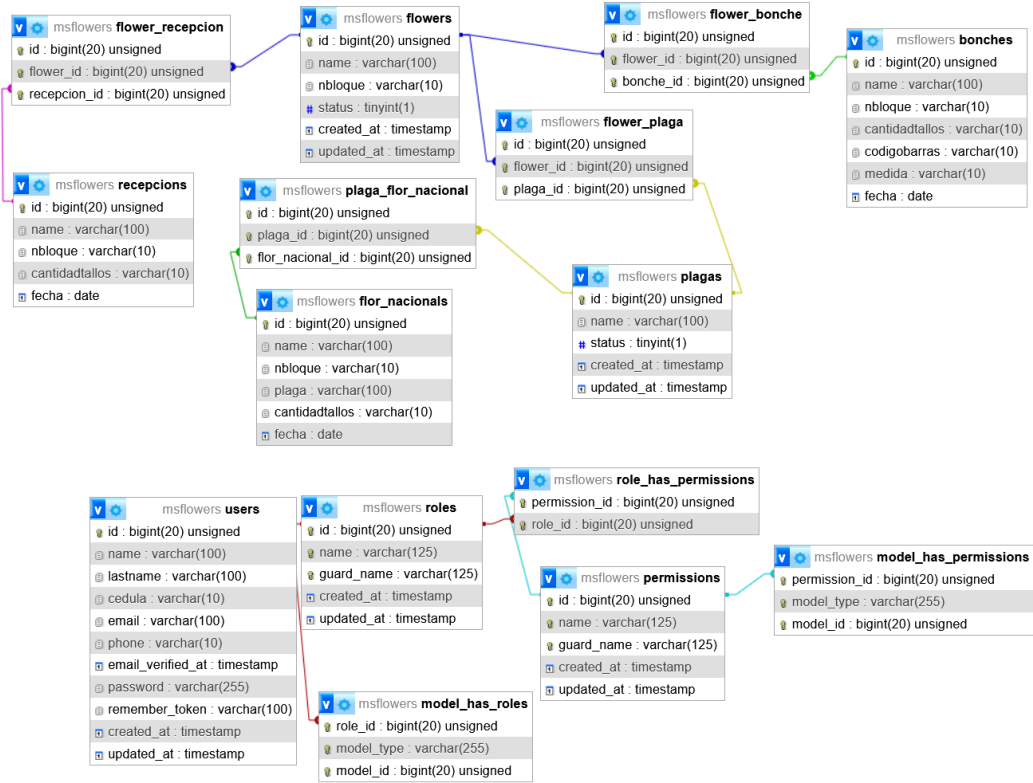 msflowers flower_recepcion
id : bigint(20) unsigned
flower_id : bigint(20) unsigned
recepcion_id : bigint(20) unsigned
msflowers flowers
id : bigint(20) unsigned
name : varchar(100)
nbloque : varchar(10)
status : tinyint(1)
created_at : timestamp
updated_at : timestamp
msflowers flower_bonche
id : bigint(20) unsigned
flower_id : bigint(20) unsigned
bonche_id : bigint(20) unsigned
msflowers bonches
id : bigint(20) unsigned
name : varchar(100)
nbloque : varchar(10)
cantidadtallos : varchar(10)
codigobarras : varchar(10)
medida : varchar(10)
fecha : date
msflowers flower_plaga
id : bigint(20) unsigned
flower_id : bigint(20) unsigned
plaga_id : bigint(20) unsigned
msflowers recepcions
id : bigint(20) unsigned
name : varchar(100)
nbloque : varchar(10)
cantidadtallos : varchar(10)
fecha : date
msflowers plaga_flor_nacional
id : bigint(20) unsigned
plaga_id : bigint(20) unsigned
flor_nacional_id : bigint(20) unsigned
msflowers plagas
id : bigint(20) unsigned
name : varchar(100)
status : tinyint(1)
created_at : timestamp
updated_at : timestamp
msflowers flor_nacionals
id : bigint(20) unsigned
name : varchar(100)
nbloque : varchar(10)
plaga : varchar(100)
cantidadtallos : varchar(10)
fecha : date
msflowers users
id : bigint(20) unsigned
name : varchar(100)
lastname : varchar(100)
cedula : varchar(10)
email : varchar(100)
phone : varchar(10)
email_verified_at : timestamp
password : varchar(255)
remember_token : varchar(100)
created_at : timestamp
updated_at : timestamp
msflowers roles
id : bigint(20) unsigned
name : varchar(125)
guard_name : varchar(125)
created_at : timestamp
updated_at : timestamp
msflowers role_has_permissions
permission_id : bigint(20) unsigned
role_id : bigint(20) unsigned
msflowers permissions
id : bigint(20) unsigned
name : varchar(125)
guard_name : varchar(125)
created_at : timestamp
updated_at : timestamp
msflowers model_has_permissions
permission_id : bigint(20) unsigned
model_type : varchar(255)
model_id : bigint(20) unsigned
msflowers model_has_roles
role_id : bigint(20) unsigned
model_type : varchar(255)
model_id : bigint(20) unsigned